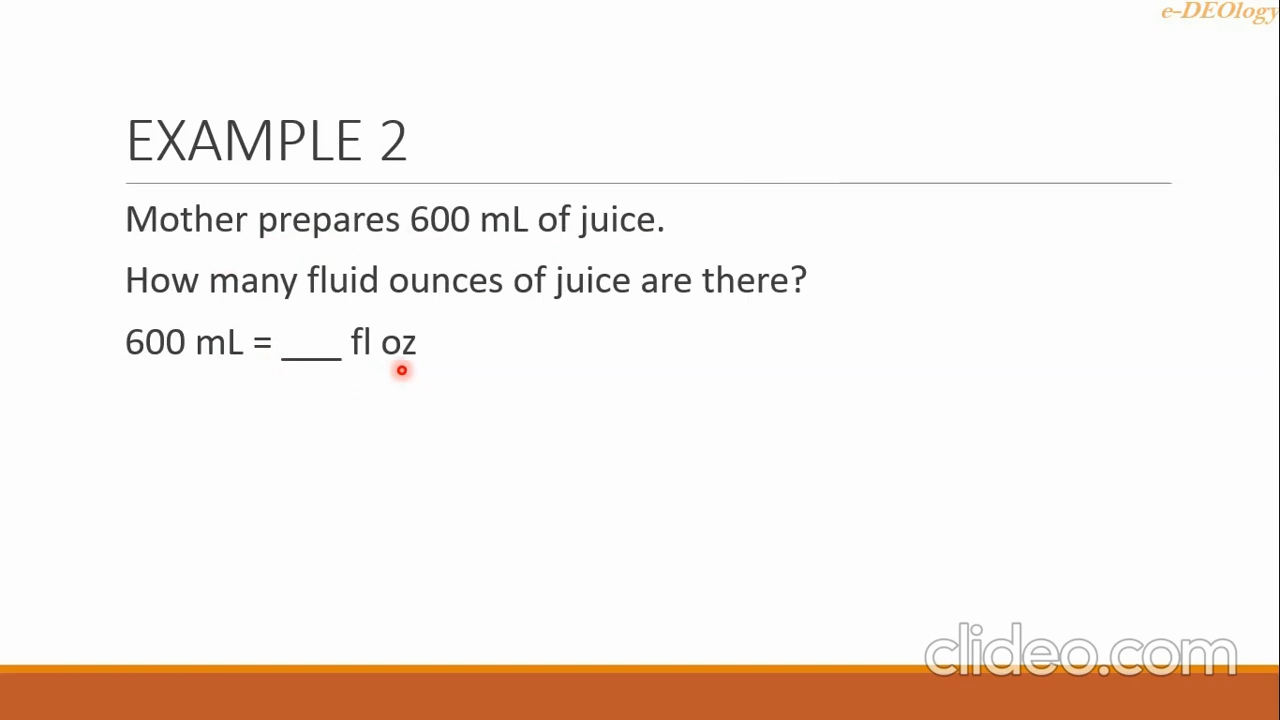 e-DEOlogy
EXAMPLE 2
Mother prepares 600 mL of juice.
How many fluid ounces of juice are there?
600 mL = ___ fl oz
clideo.com